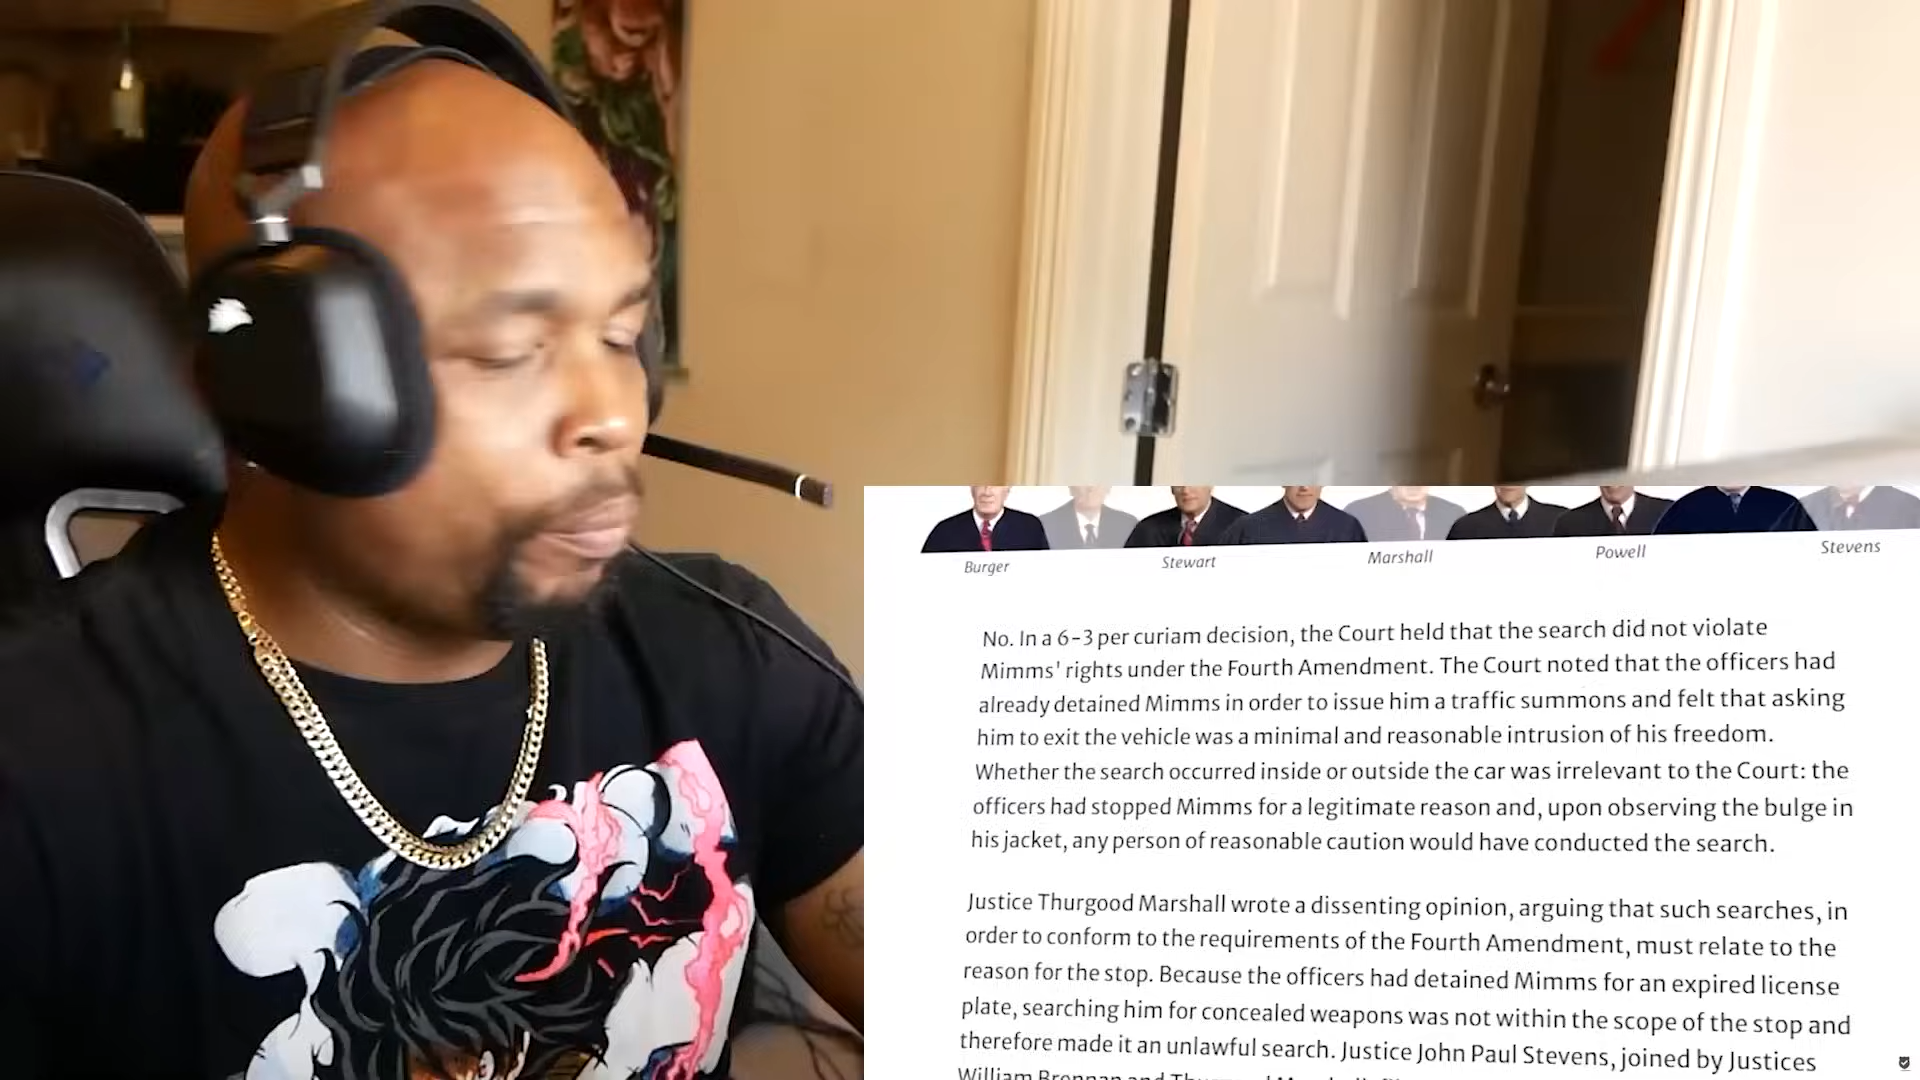 Burger Stewart Marshall Powell Stevens
No. In a 6-3 per curiam decision, the Court held that the search did not violate
Mimms' rights under the Fourth Amendment. The Court noted that the officers had
already detained Mimms in order to issue him a traffic summons and felt that asking
him to exit the vehicle was a minimal and reasonable intrusion of his freedom.
Whether the search occurred inside or outside the car was irrelevant to the Court: the
officers had stopped Mimms for a legitimate reason and, upon observing the bulge in
his jacket, any person of reasonable caution would have conducted the search.
Justice Thurgood Marshall wrote a dissenting opinion, arguing that such searches, in
order to conform to the requirements of the Fourth Amendment, must relate to the
reason for the stop. Because the officers had detained Mimms for an expired license
plate, searching him for concealed weapons was not within the scope of the stop and
therefore made it an unlawful search. Justice John Paul Stevens, joined by Justices
William Brennan and